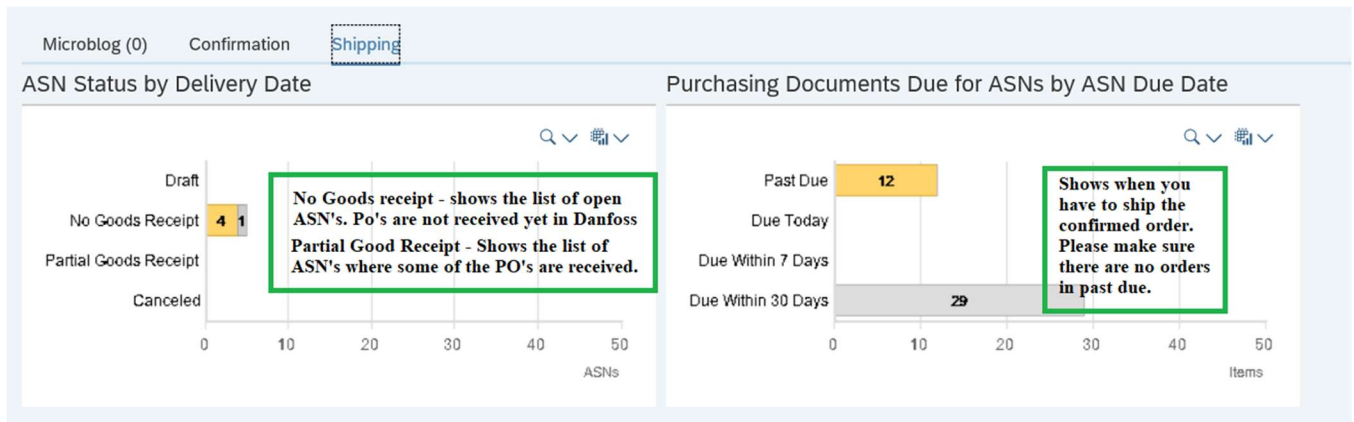 Microblog (0) Confirmation Shipping
ASN Status by Delivery Date
Draft
No Goods Receipt 4 1
Partial Goods Receipt
Canceled
0 10 20 30 40 50
ASNs
No Goods receipt - shows the list of open
ASN's. Po's are not received yet in Danfoss
Partial Good Receipt - Shows the list of
ASN's where some of the PO's are received.
Purchasing Documents Due for ASNs by ASN Due Date
Past Due 12
Due Today
Due Within 7 Days
Due Within 30 Days 29
0 10 20 30 40 50
Items
Shows when you
have to ship the
confirmed order.
Please make sure
there are no orders
in past due.